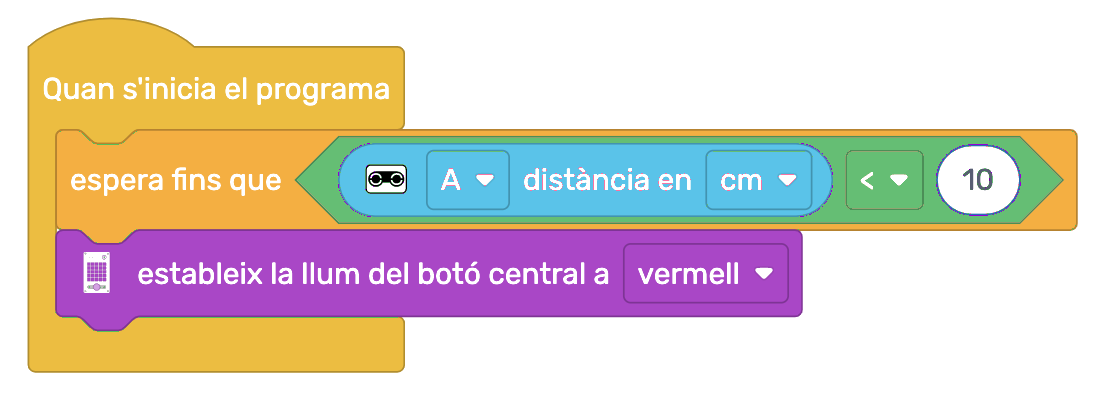 Quan s'inicia el programa
espera fins que A distància en cm < 10
estableix la llum del botó central a vermell